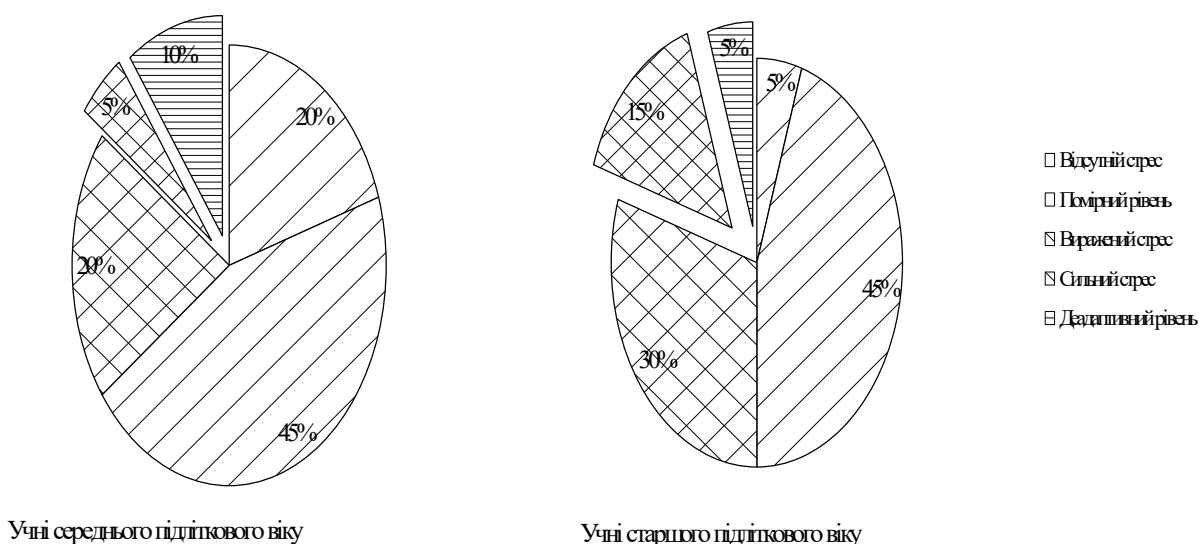 10%
20%
5%
20%
45%
Учні середнього підліткового віку
5%
5%
15%
45%
30%
Учні старшого підліткового віку
Відсутній стрес
Помірний рівень
Виражений стрес
Сильний стрес
Деадаптивний рівень